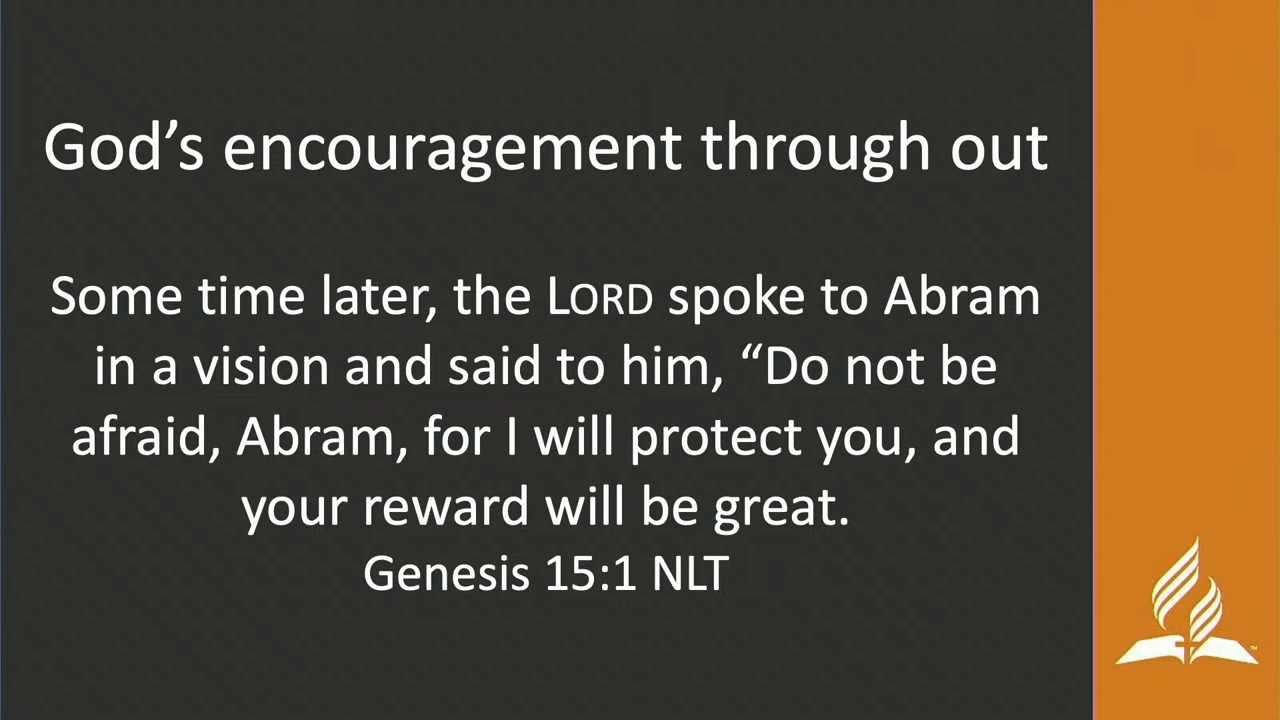 God’s encouragement through out
Some time later, the LORD spoke to Abram
in a vision and said to him, “Do not be
afraid, Abram, for I will protect you, and
your reward will be great.
Genesis 15:1 NLT
TM